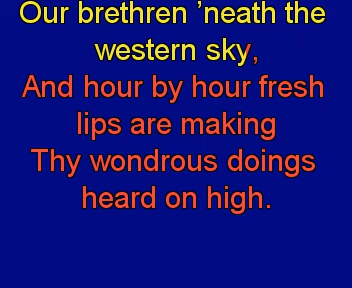 Our brethren ’neath the
western sky,
And hour by hour fresh
lips are making
Thy wondrous doings
heard on high.